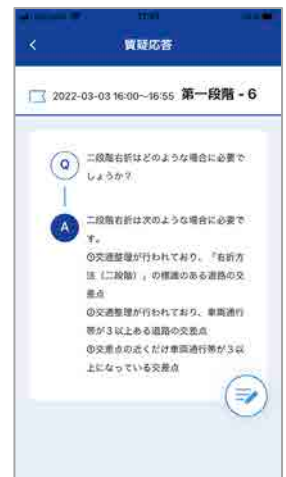 質疑応答
2022-03-03 16:00~16:55 第一段階 - 6
Q
二段階右折はどのような場合に必要で
しょうか?
A
二段階右折は次のような場合に必要で
す。
①交通整理が行われており、「右折方
法(二段階)」の標識のある道路の交
差点
②交通整理が行われており、車両通行
帯が3以上ある道路の交差点
③交差点の近くだけ車両通行帯が3以
上になっている交差点